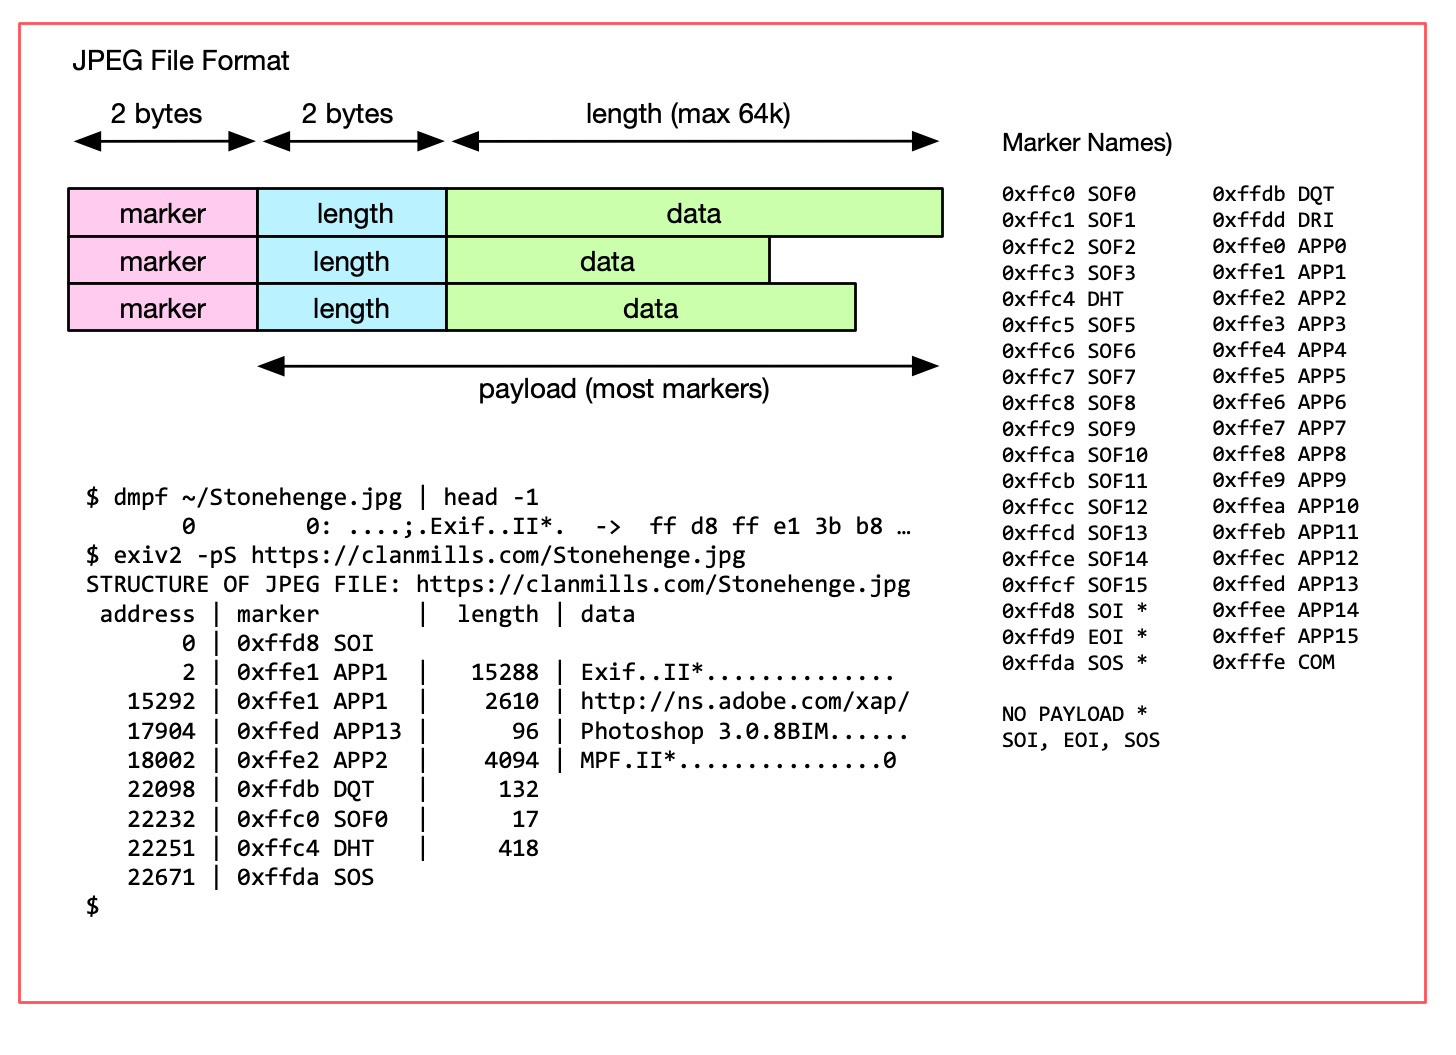 JPEG File Format
2 bytes 2 bytes length (max 64k)
marker length data
marker length data
marker length data
payload (most markers)
$ dmpf ~/Stonehenge.jpg | head -1
       0        0: ....;.Exif..II*.  ->  ff d8 ff e1 3b b8 …
$ exiv2 -pS https://clanmills.com/Stonehenge.jpg
STRUCTURE OF JPEG FILE: https://clanmills.com/Stonehenge.jpg
 address | marker       |  length | data
       0 | 0xffd8 SOI
       2 | 0xffe1 APP1  |   15288 | Exif..II*..............
   15292 | 0xffe1 APP1  |    2610 | http://ns.adobe.com/xap/
   17904 | 0xffed APP13 |      96 | Photoshop 3.0.8BIM......
   18002 | 0xffe2 APP2  |    4094 | MPF.II*...............0
   22098 | 0xffdb DQT   |     132
   22232 | 0xffc0 SOF0  |      17
   22251 | 0xffc4 DHT   |     418
   22671 | 0xffda SOS
$
Marker Names)
0xffc0 SOF0
0xffc1 SOF1
0xffc2 SOF2
0xffc3 SOF3
0xffc4 DHT
0xffc5 SOF5
0xffc6 SOF6
0xffc7 SOF7
0xffc8 SOF8
0xffc9 SOF9
0xffca SOF10
0xffcb SOF11
0xffcc SOF12
0xffcd SOF13
0xffce SOF14
0xffcf SOF15
0xffd8 SOI *
0xffd9 EOI *
0xffda SOS *
NO PAYLOAD *
SOI, EOI, SOS
0xffdb DQT
0xffdd DRI
0xffe0 APP0
0xffe1 APP1
0xffe2 APP2
0xffe3 APP3
0xffe4 APP4
0xffe5 APP5
0xffe6 APP6
0xffe7 APP7
0xffe8 APP8
0xffe9 APP9
0xffea APP10
0xffeb APP11
0xffec APP12
0xffed APP13
0xffee APP14
0xffef APP15
0xfffe COM